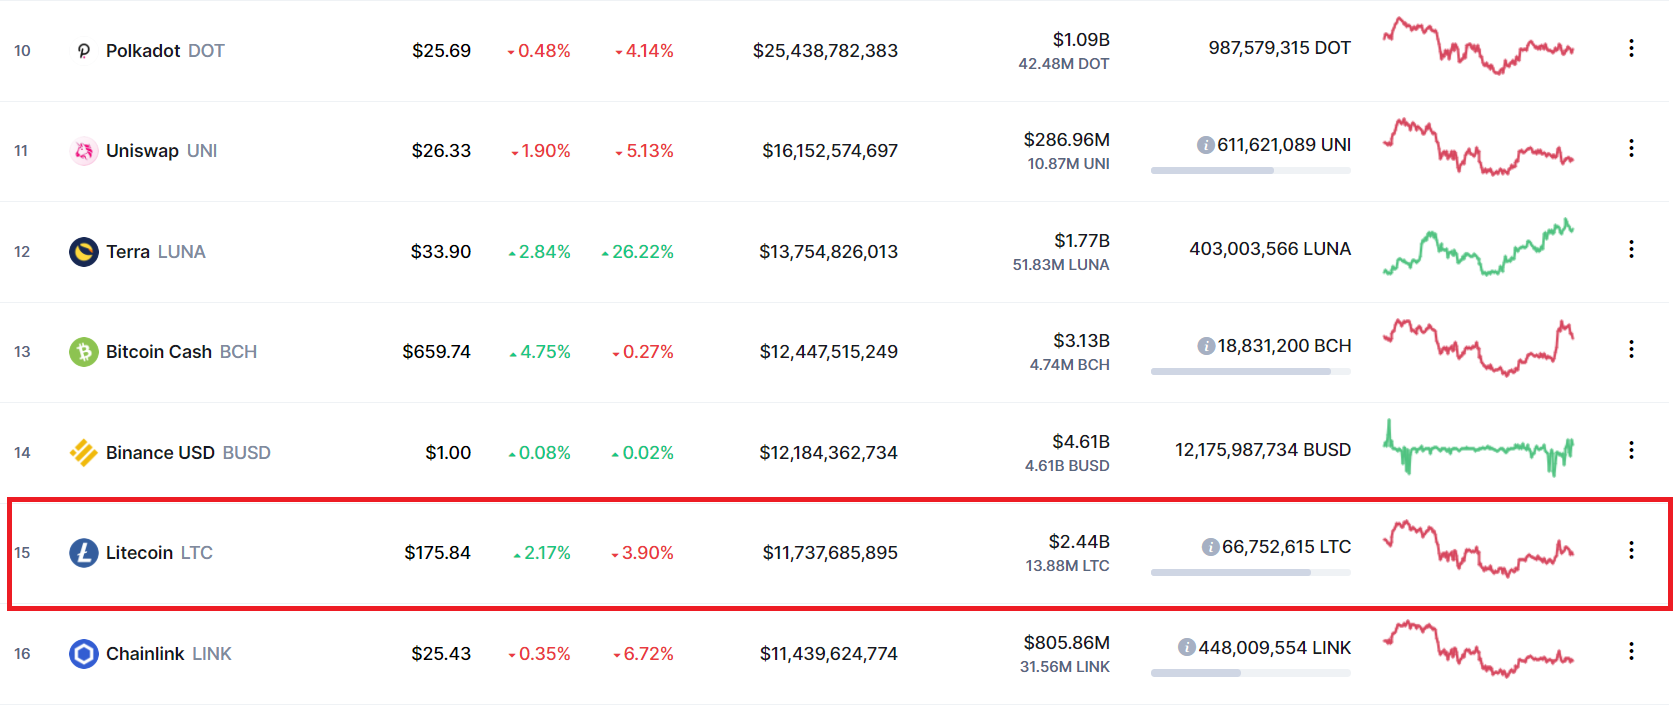 10 Polkadot DOT $25.69 0.48% 4.14% $25,438,782,383 $1.09B 987,579,315 DOT
42.48M DOT
11 Uniswap UNI $26.33 1.90% 5.13% $16,152,574,697 $286.96M 611,621,089 UNI
10.87M UNI
12 Terra LUNA $33.90 2.84% 26.22% $13,754,826,013 $1.77B 403,003,566 LUNA
51.83M LUNA
13 Bitcoin Cash BCH $659.74 4.75% 0.27% $12,447,515,249 $3.13B 18,831,200 BCH
4.74M BCH
14 Binance USD BUSD $1.00 0.08% 0.02% $12,184,362,734 $4.61B 12,175,987,734 BUSD
4.61B BUSD
15 Litecoin LTC $175.84 2.17% 3.90% $11,737,685,895 $2.44B 66,752,615 LTC
13.88M LTC
16 Chainlink LINK $25.43 0.35% 6.72% $11,439,624,774 $805.86M 448,009,554 LINK
31.56M LINK